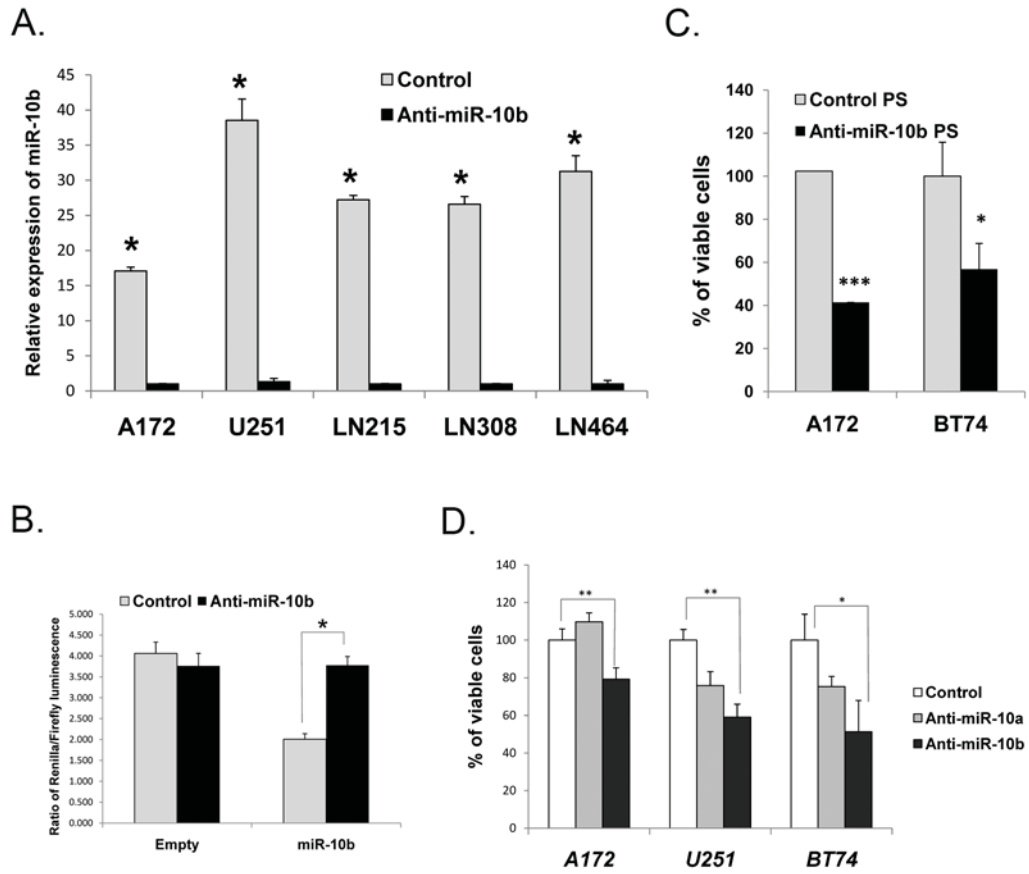 A.
Relative expression of miR-10b
45
40
35
30
25
20
15
10
5
0
Control
Anti-miR-10b
*
*
*
*
*
A172 U251 LN215 LN308 LN464
C.
% of viable cells
140
120
100
80
60
40
20
0
Control PS
Anti-miR-10b PS
***
*
A172 BT74
B.
Control Anti-miR-10b
Ratio of Renilla/Firefly luminescence
5.000
4.500
4.000
3.500
3.000
2.500
2.000
1.500
1.000
0.500
0.000
*
Empty miR-10b
D.
% of viable cells
140
120
100
80
60
40
20
0
**
**
*
Control
Anti-miR-10a
Anti-miR-10b
A172 U251 BT74